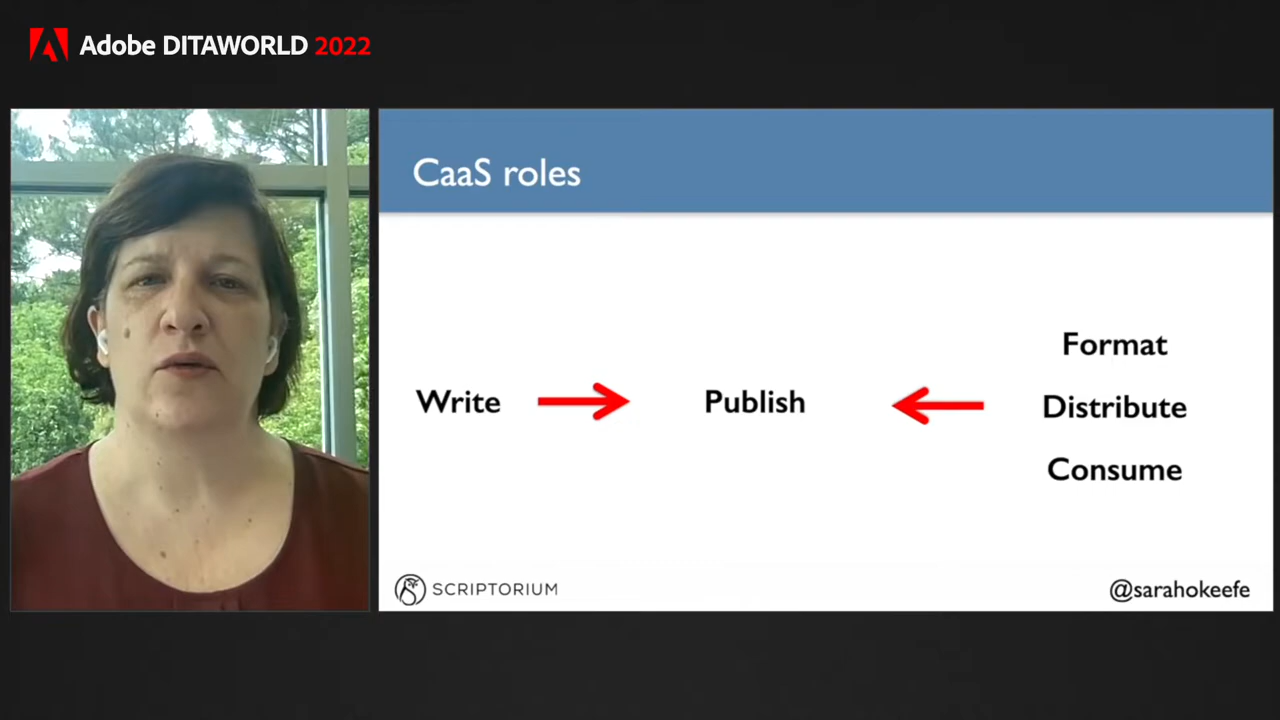 Adobe DITAWORLD 2022
CaaS roles
Write
Publish
Format
Distribute
Consume
SCRIPTORIUM
@sarahokeefe